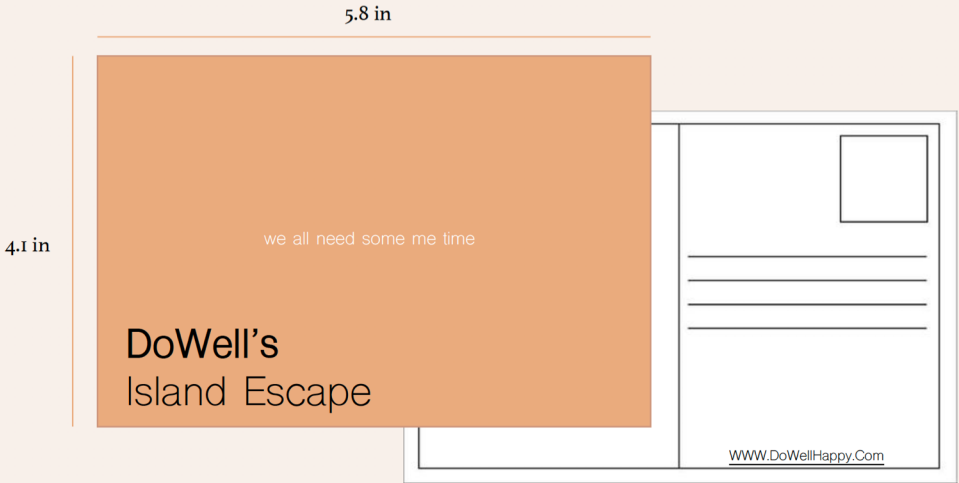 5.8 in
4.1 in
we all need some me time
DoWell's
Island Escape
WWW.DoWellHappy.Com